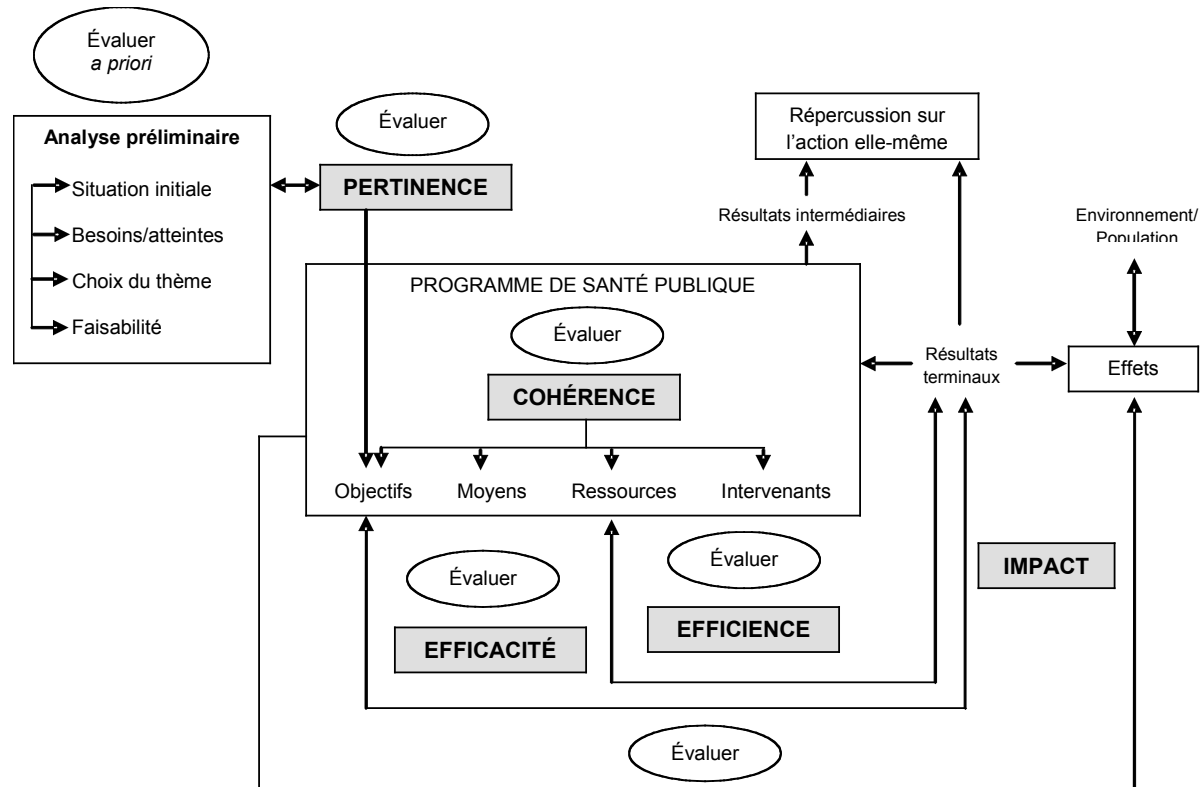 Évaluer
a priori
Analyse préliminaire
Situation initiale
Besoins/atteintes
Choix du thème
Faisabilité
Évaluer
PERTINENCE
Répercussion sur
l’action elle-même
Résultats intermédiaires
Environnement/
Population
PROGRAMME DE SANTÉ PUBLIQUE
Évaluer
COHÉRENCE
Objectifs
Moyens
Ressources
Intervenants
Résultats
terminaux
Effets
Évaluer
EFFICACITÉ
Évaluer
EFFICIENCE
IMPACT
Évaluer